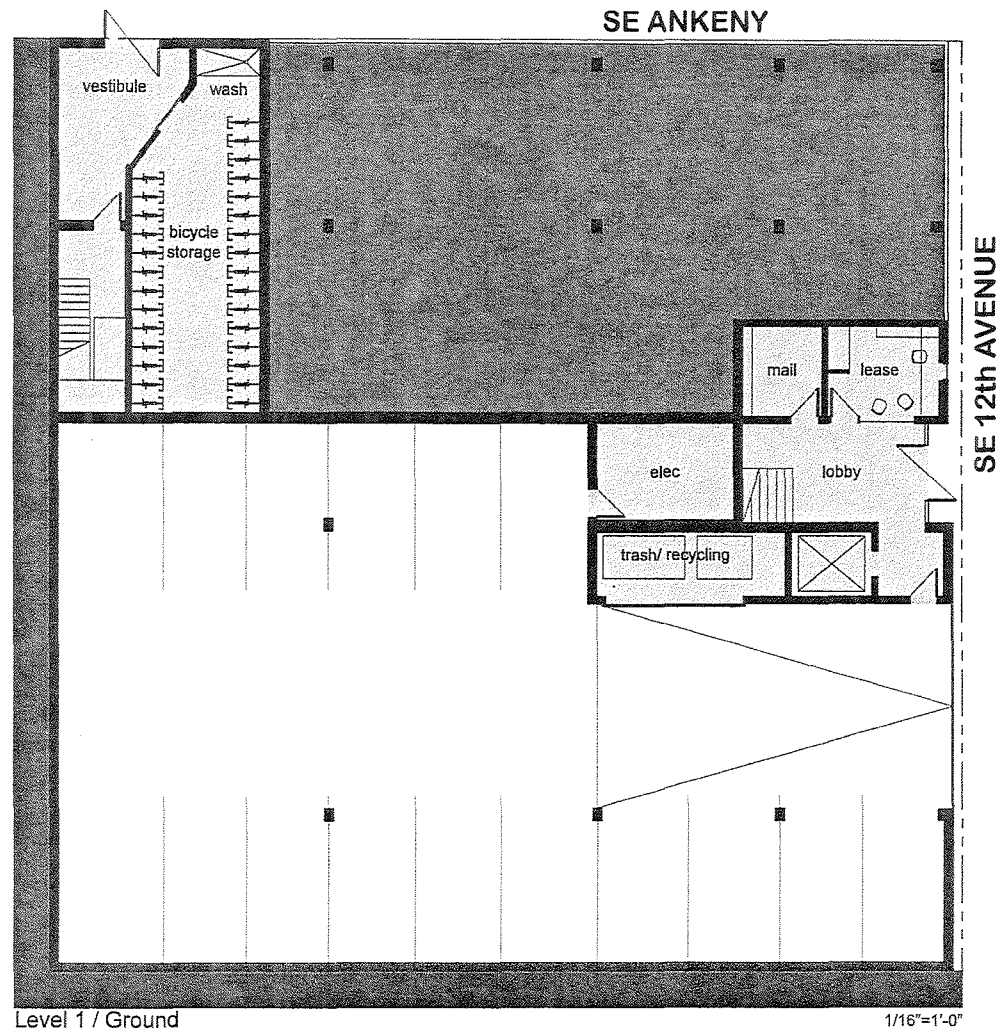 SE ANKENY
vestibule
wash
bicycle
storage
SE 12th AVENUE
mail
lease
elec
lobby
trash/ recycling
Level 1 / Ground
1/16"=1'-0"